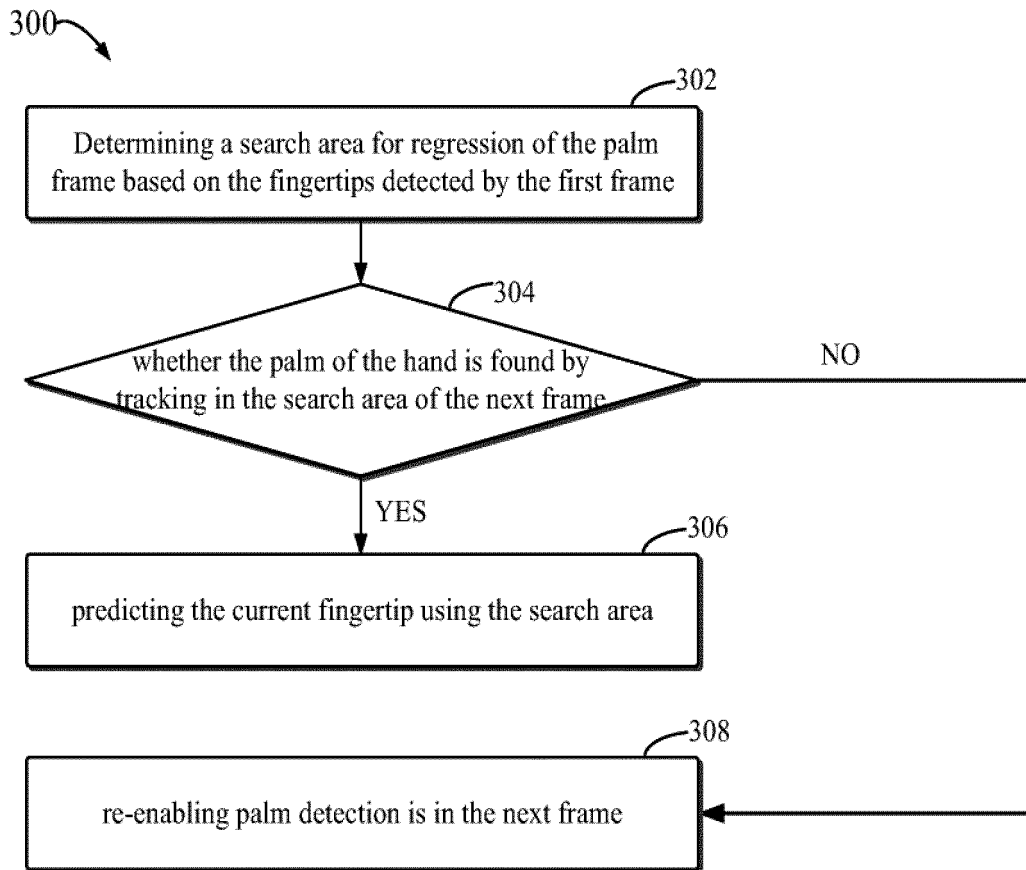 300
302
Determining a search area for regression of the palm
frame based on the fingertips detected by the first frame
304
whether the palm of the hand is found by
tracking in the search area of the next frame
NO
YES
306
predicting the current fingertip using the search area
308
re-enabling palm detection is in the next frame